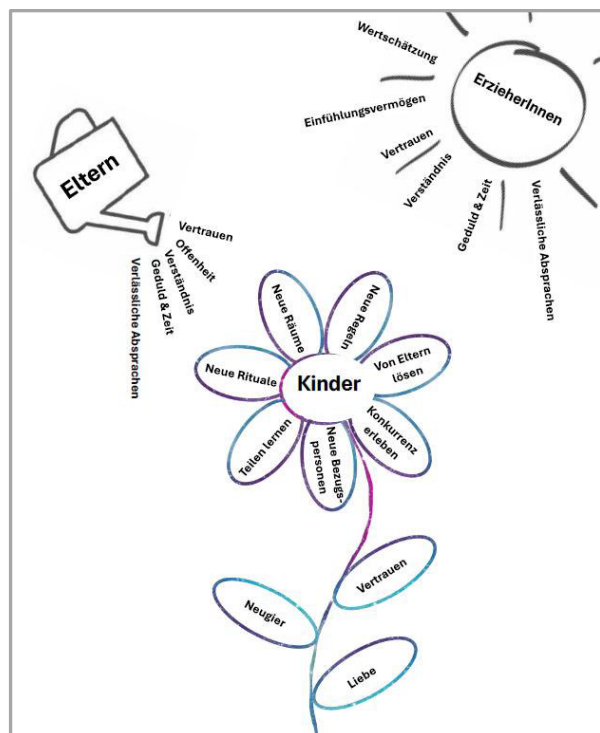 Wertschätzung
Einfühlungsvermögen
Vertrauen
Verständnis
Geduld & Zeit
Verlässliche Absprachen
ErzieherInnen
Eltern
Vertrauen
Offenheit
Verständnis
Geduld & Zeit
Verlässliche Absprachen
Neue Räume
Neue Regeln
Neue Rituale
Kinder
Von Eltern
lösen
Teilen lernen
Neue Bezugs-
personen
Konkurrenz
erleben
Vertrauen
Neugier
Liebe